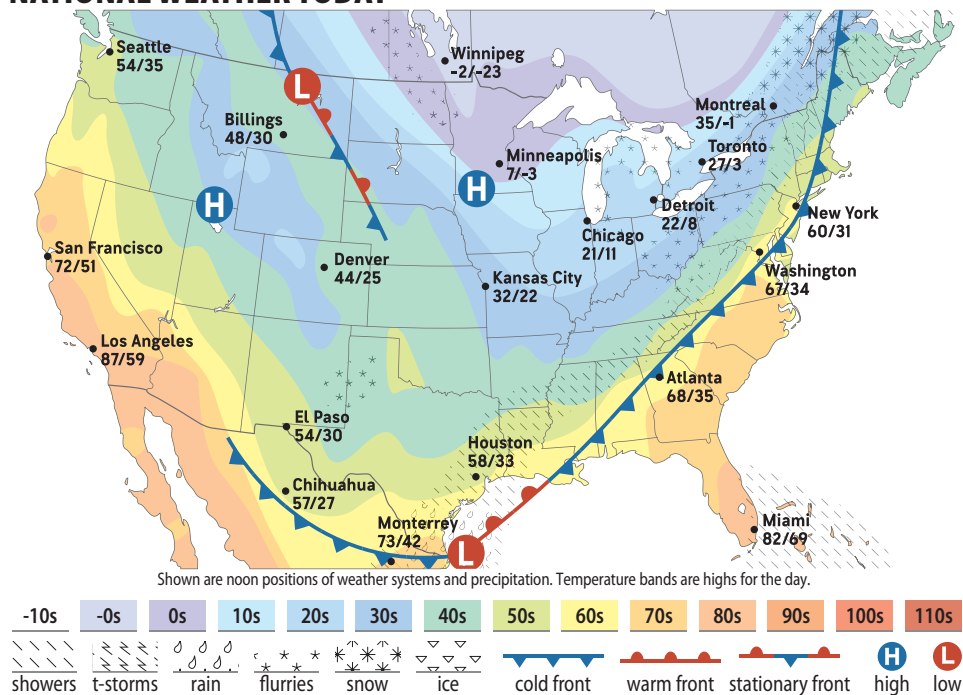 NATIONAL WEATHER TODAY
Seattle
54/35
Winnipeg
-2/-23
L
Billings
48/30
Montreal
35/-1
Toronto
27/3
Minneapolis
7/-3
H
H
Detroit
22/8
New York
60/31
Chicago
21/11
San Francisco
72/51
Denver
44/25
Kansas City
32/22
Washington
67/34
Los Angeles
87/59
Atlanta
68/35
El Paso
54/30
Houston
58/33
Chihuahua
57/27
Monterrey
73/42
L
Miami
82/69
Shown are noon positions of weather systems and precipitation. Temperature bands are highs for the day.
-10s -0s 0s 10s 20s 30s 40s 50s 60s 70s 80s 90s 100s 110s
H L
showers t-storms rain flurries snow ice cold front warm front stationary front high low